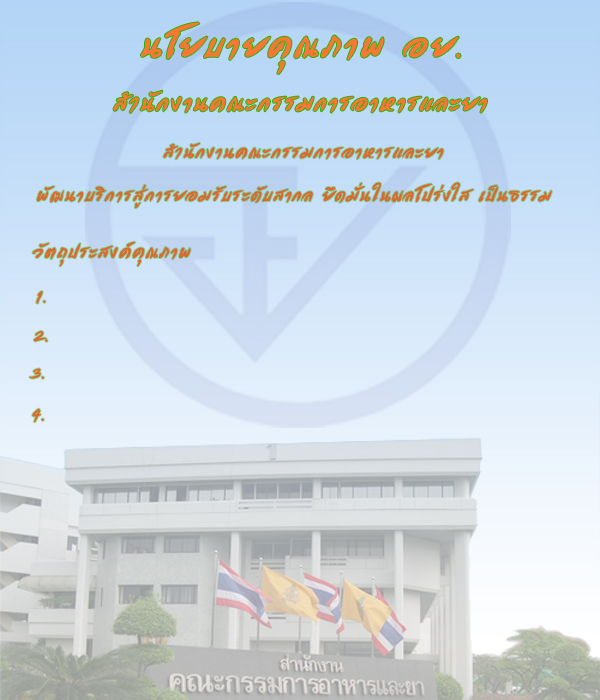 นโยบายคุณภาพ อย.
สำนักงานคณะกรรมการอาหารและยา
สำนักงานคณะกรรมการอาหารและยา
พัฒนาบริการสู่การยอมรับระดับสากล ยึดมั่นในผลโปร่งใส เป็นธรรม
วัตถุประสงค์คุณภาพ
1.
2.
3.
4.
สำนักงาน
คณะกรรมการอาหารและยา